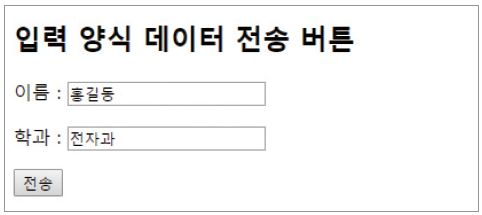 입력 양식 데이터 전송 버튼
이름 : 홍길동
학과 : 전자과
전송